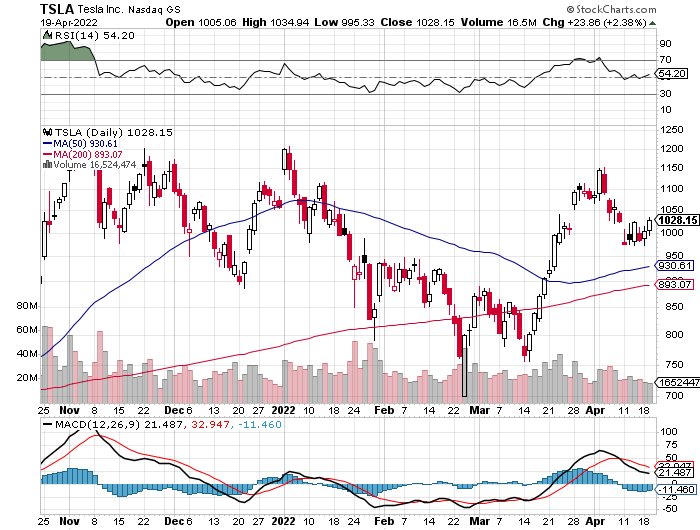 TSLA Tesla Inc. Nasdaq GS © StockCharts.com
19-Apr-2022 Open 1005.06 High 1034.94 Low 995.33 Close 1028.15 Volume 16.5M Chg +23.86 (+2.38%)
RSI(14) 54.20
90
70
54.20
30
10
TSLA (Daily) 1028.15
MA(50) 930.61
MA(200) 893.07
Volume 16,524,474
1250
1200
1150
1100
1050
1028.15
1000
950
930.61
893.07
850
800
750
700
80M
60M
40M
20M
1652447
25 Nov 8 15 22 Dec 6 13 20 27 2022 10 18 24 Feb 7 14 22 Mar 7 14 21 28 Apr 11 18
MACD(12,26,9) 21.487, 32.947, -11.460
100
75
50
32.947
21.487
-11.460
-25
-50
25 Nov 8 15 22 Dec 6 13 20 27 2022 10 18 24 Feb 7 14 22 Mar 7 14 21 28 Apr 11 18